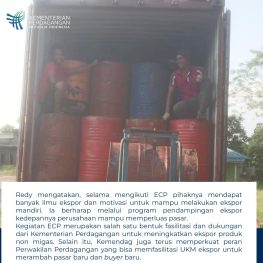 KEMENTERIAN
PERDAGANGAN
REPUBLIK INDONESIA
Redy mengatakan, selama mengikuti ECP pihaknya mendapat
banyak ilmu ekspor dan motivasi untuk mampu melakukan ekspor
mandiri. Ia berharap melalui program pendampingan ekspor
kedepannya perusahaan mampu memperluas pasar.
Kegiatan ECP merupakan salah satu bentuk fasilitasi dan dukungan
dari Kementerian Perdagangan untuk meningkatkan ekspor produk
non migas. Selain itu, Kemendag juga terus memperkuat peran
Perwakilan Perdagangan yang bisa memfasilitasi UKM ekspor untuk
merambah pasar baru dan buyer baru.